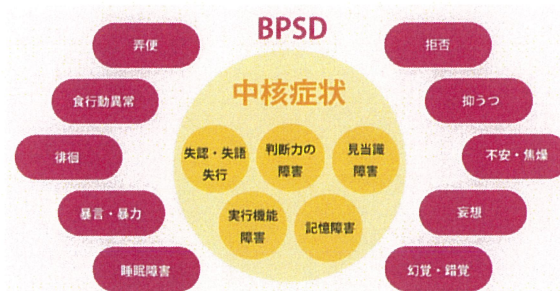 BPSD
中核症状
弄便
食行動異常
徘徊
暴言・暴力
睡眠障害
失認・失語
失行
判断力の
障害
見当識
障害
実行機能
障害
記憶障害
拒否
抑うつ
不安・焦燥
妄想
幻覚・錯覚